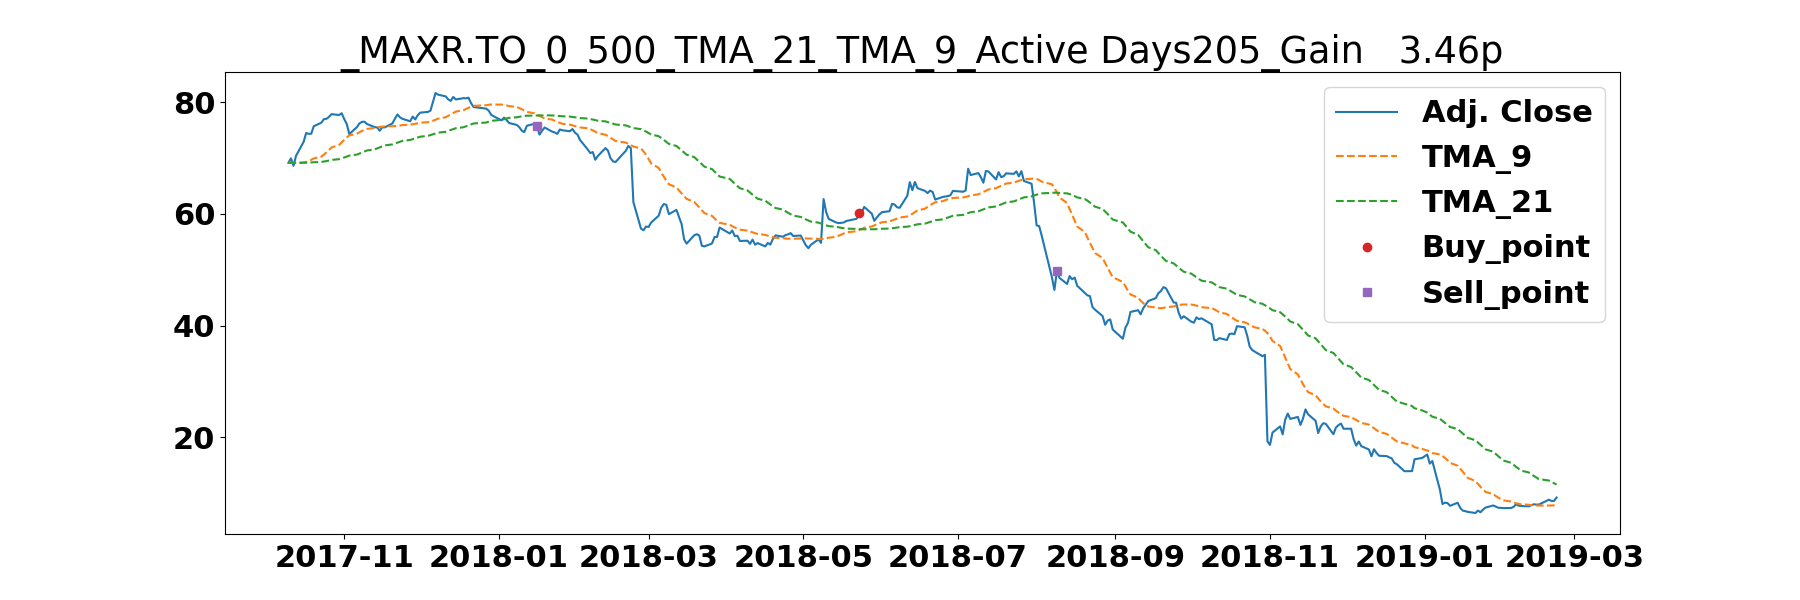 _MAXR.TO_0_500_TMA_21_TMA_9_Active Days205_Gain   3.46p
80
60
40
20
Adj. Close
TMA_9
TMA_21
Buy_point
Sell_point
2017-11 2018-01 2018-03 2018-05 2018-07 2018-09 2018-11 2019-01 2019-03